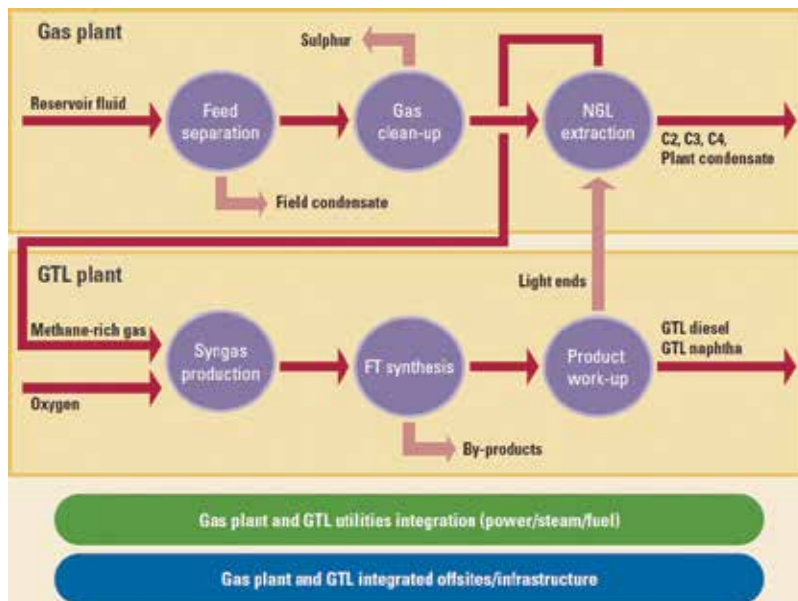 Gas plant
Sulphur
Reservoir fluid
Feed
separation
Gas
clean-up
NGL
extraction
C2, C3, C4,
Plant condensate
Field condensate
GTL plant
Light ends
Methane-rich gas
Syngas
production
FT synthesis
Product
work-up
GTL diesel
GTL naphtha
Oxygen
By-products
Gas plant and GTL utilities integration (power/steam/fuel)
Gas plant and GTL integrated offsites/infrastructure